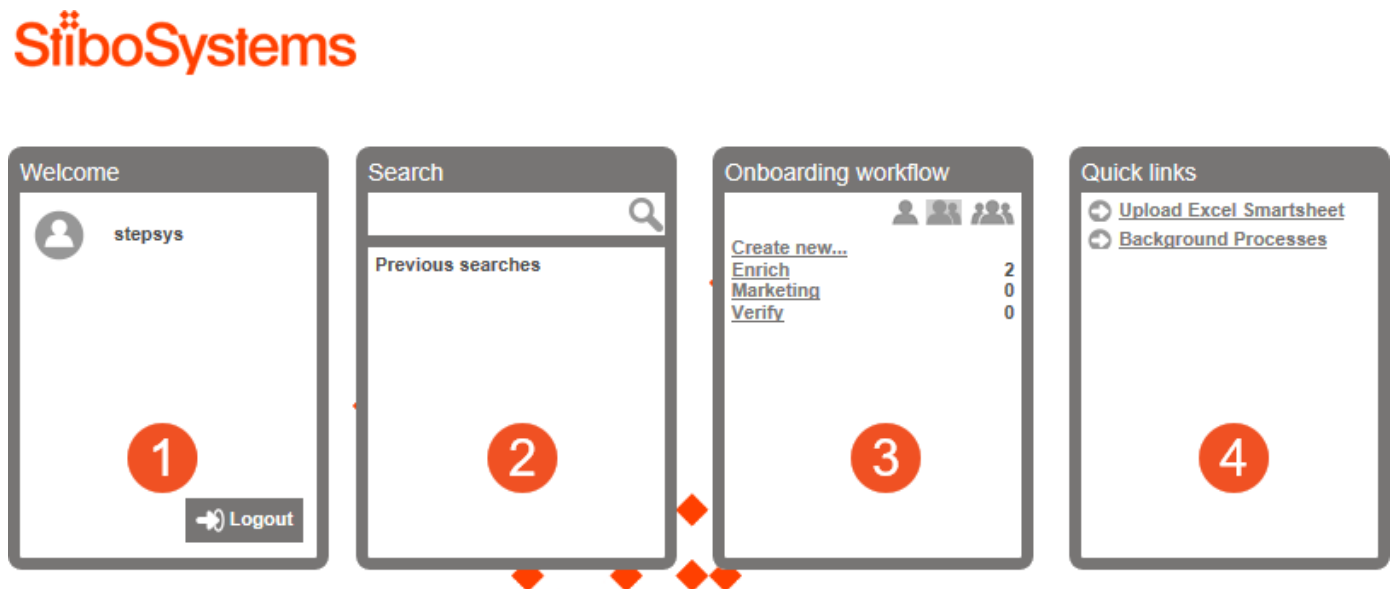 StiboSystems
Welcome
stepsys
1
Logout
Search
Previous searches
2
Onboarding workflow
Create new...
Enrich 2
Marketing 0
Verify 0
3
Quick links
Upload Excel Smartsheet
Background Processes
4